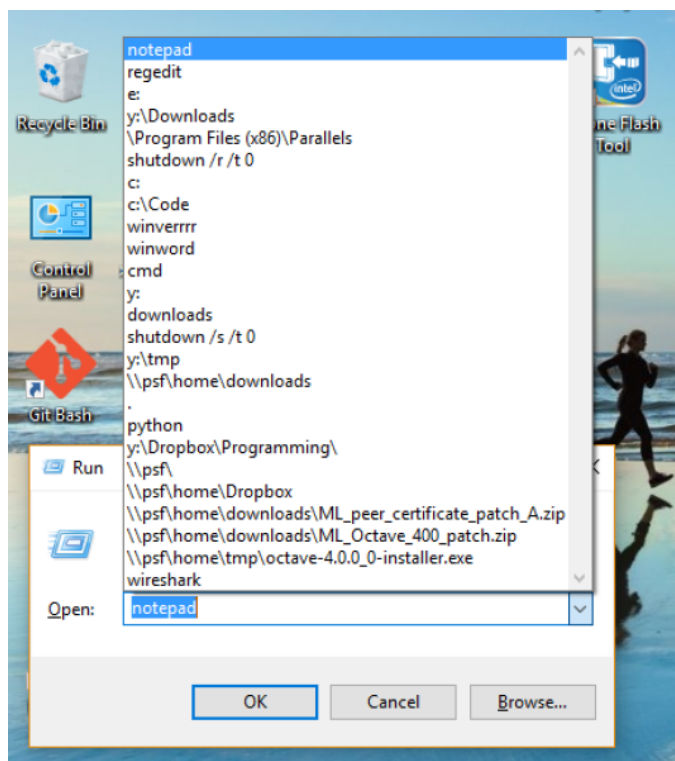 notepad
regedit
e:
y:\Downloads
\Program Files (x86)\Parallels
shutdown /r /t 0
c:
c:\Code
winverrrr
winword
cmd
y:
downloads
shutdown /s /t 0
y:\tmp
\\psf\home\downloads
.
python
y:\Dropbox\Programming\
\\psf\
\\psf\home\Dropbox
\\psf\home\downloads\ML_peer_certificate_patch_A.zip
\\psf\home\downloads\ML_Octave_400_patch.zip
\\psf\home\tmp\octave-4.0.0_0-installer.exe
wireshark
Recycle Bin
Control
Panel
Git Bash
intel
ne Flash
Tool
Run
Open:
notepad
OK
Cancel
Browse...